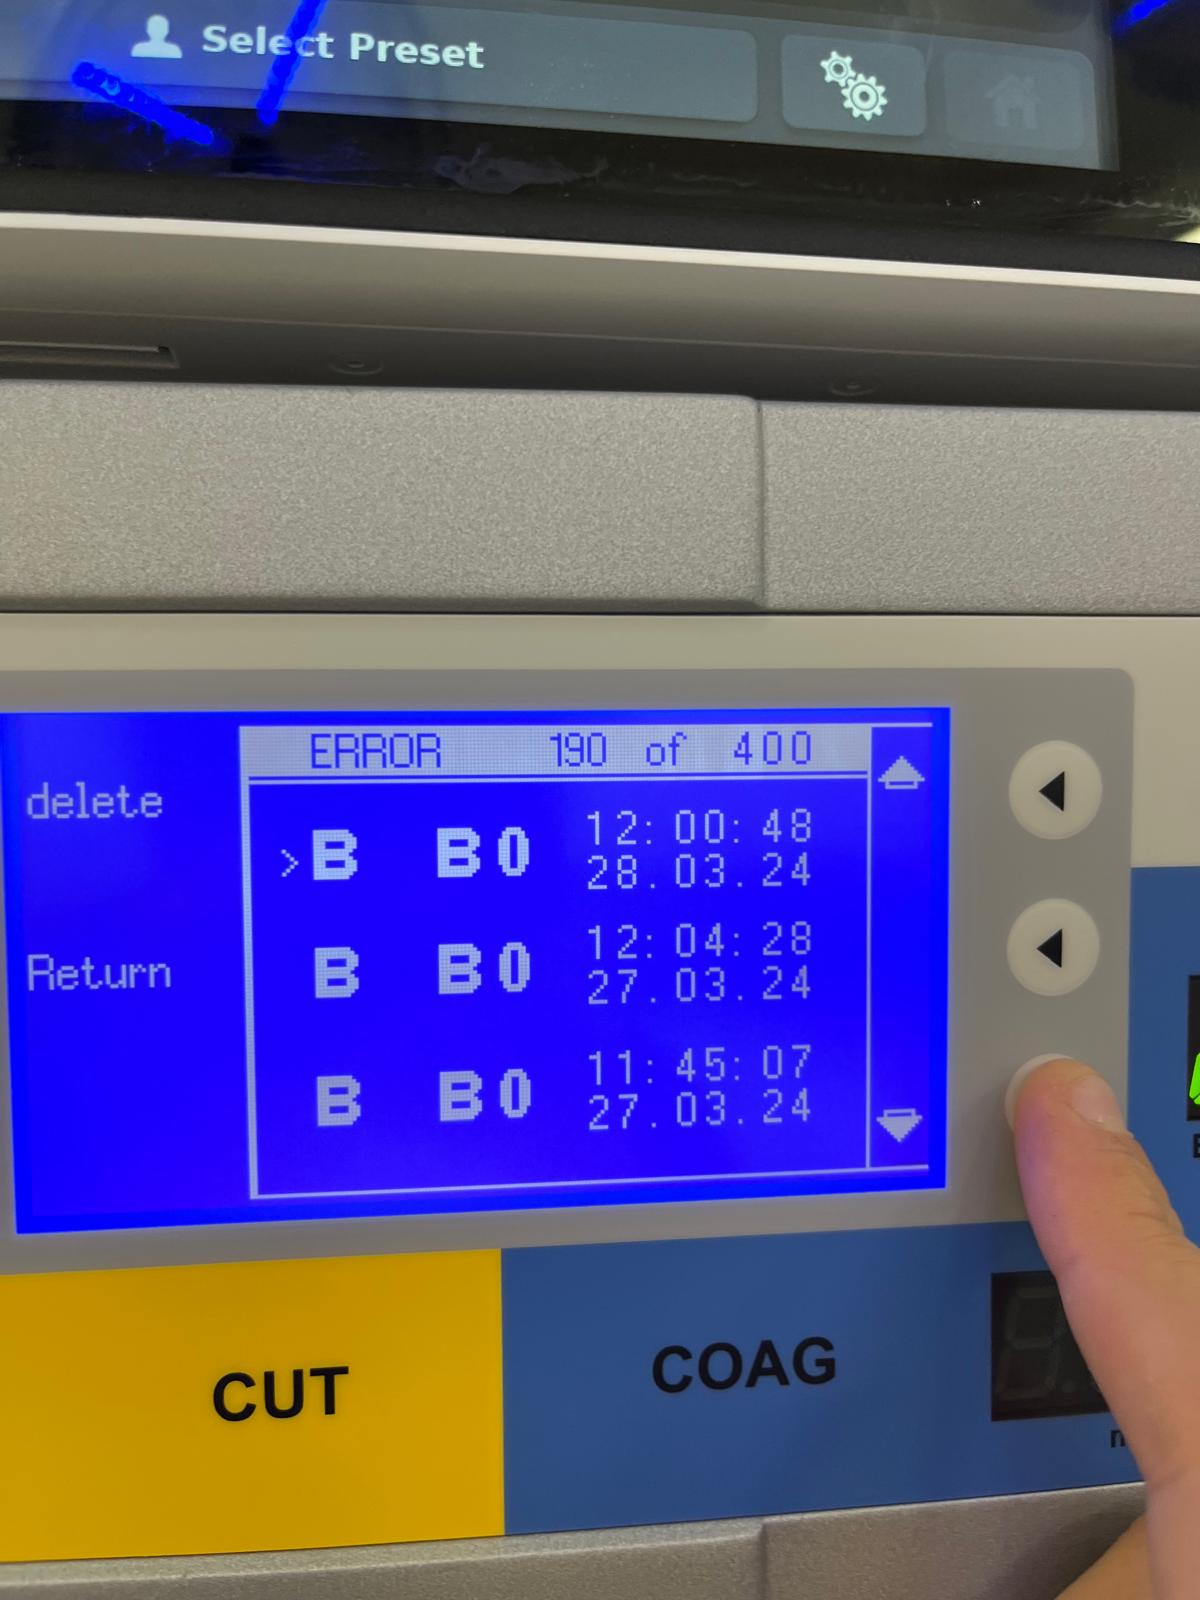 Select Preset
ERROR 190 of 400
delete
>B B0 12:00:48
28.03.24
Return
B B0 12:04:28
27.03.24
B B0 11:45:07
27.03.24
CUT
COAG